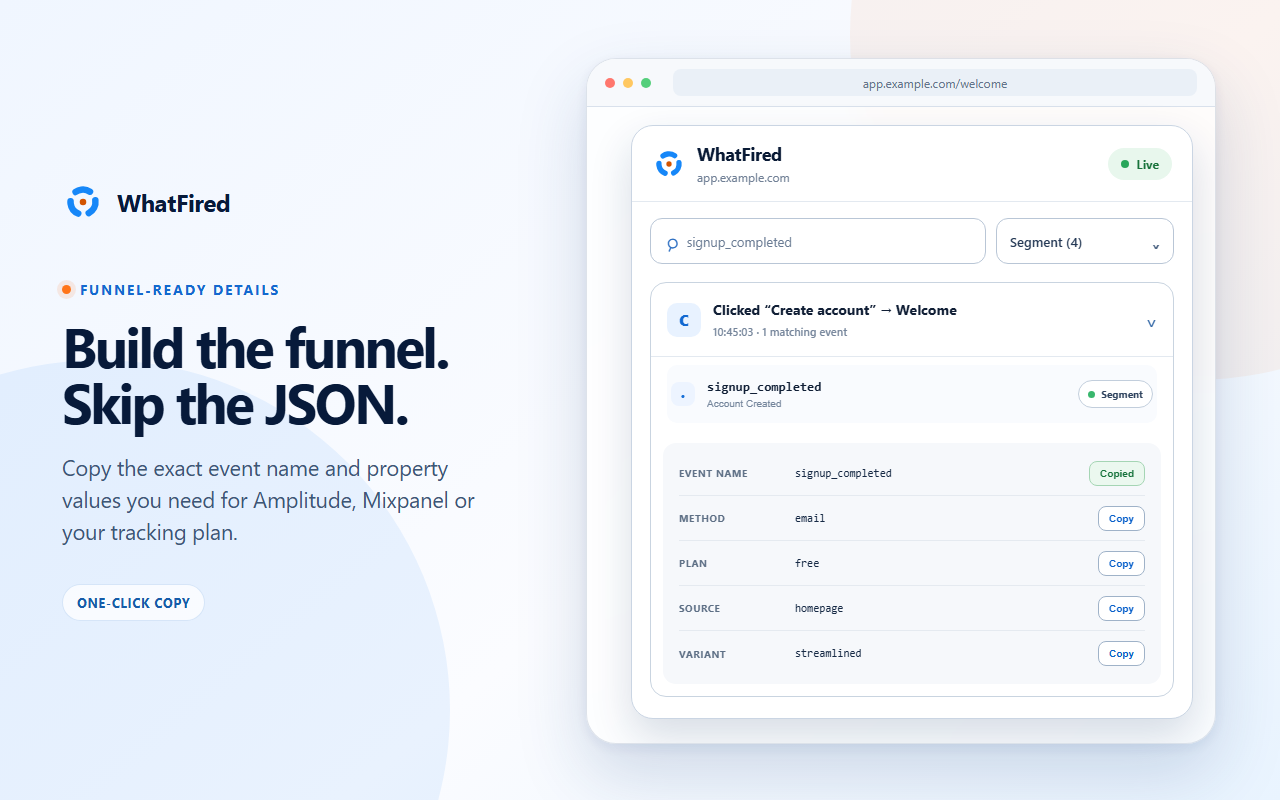 WhatFired
FUNNEL-READY DETAILS
Build the funnel.
Skip the JSON.
Copy the exact event name and property
values you need for Amplitude, Mixpanel or
your tracking plan.
ONE-CLICK COPY
app.example.com/welcome
WhatFired
app.example.com
Live
signup_completed
Segment (4)
C
Clicked “Create account” → Welcome
10:45:03 · 1 matching event
signup_completed
Account Created
Segment
EVENT NAME signup_completed Copied
METHOD email Copy
PLAN free Copy
SOURCE homepage Copy
VARIANT streamlined Copy